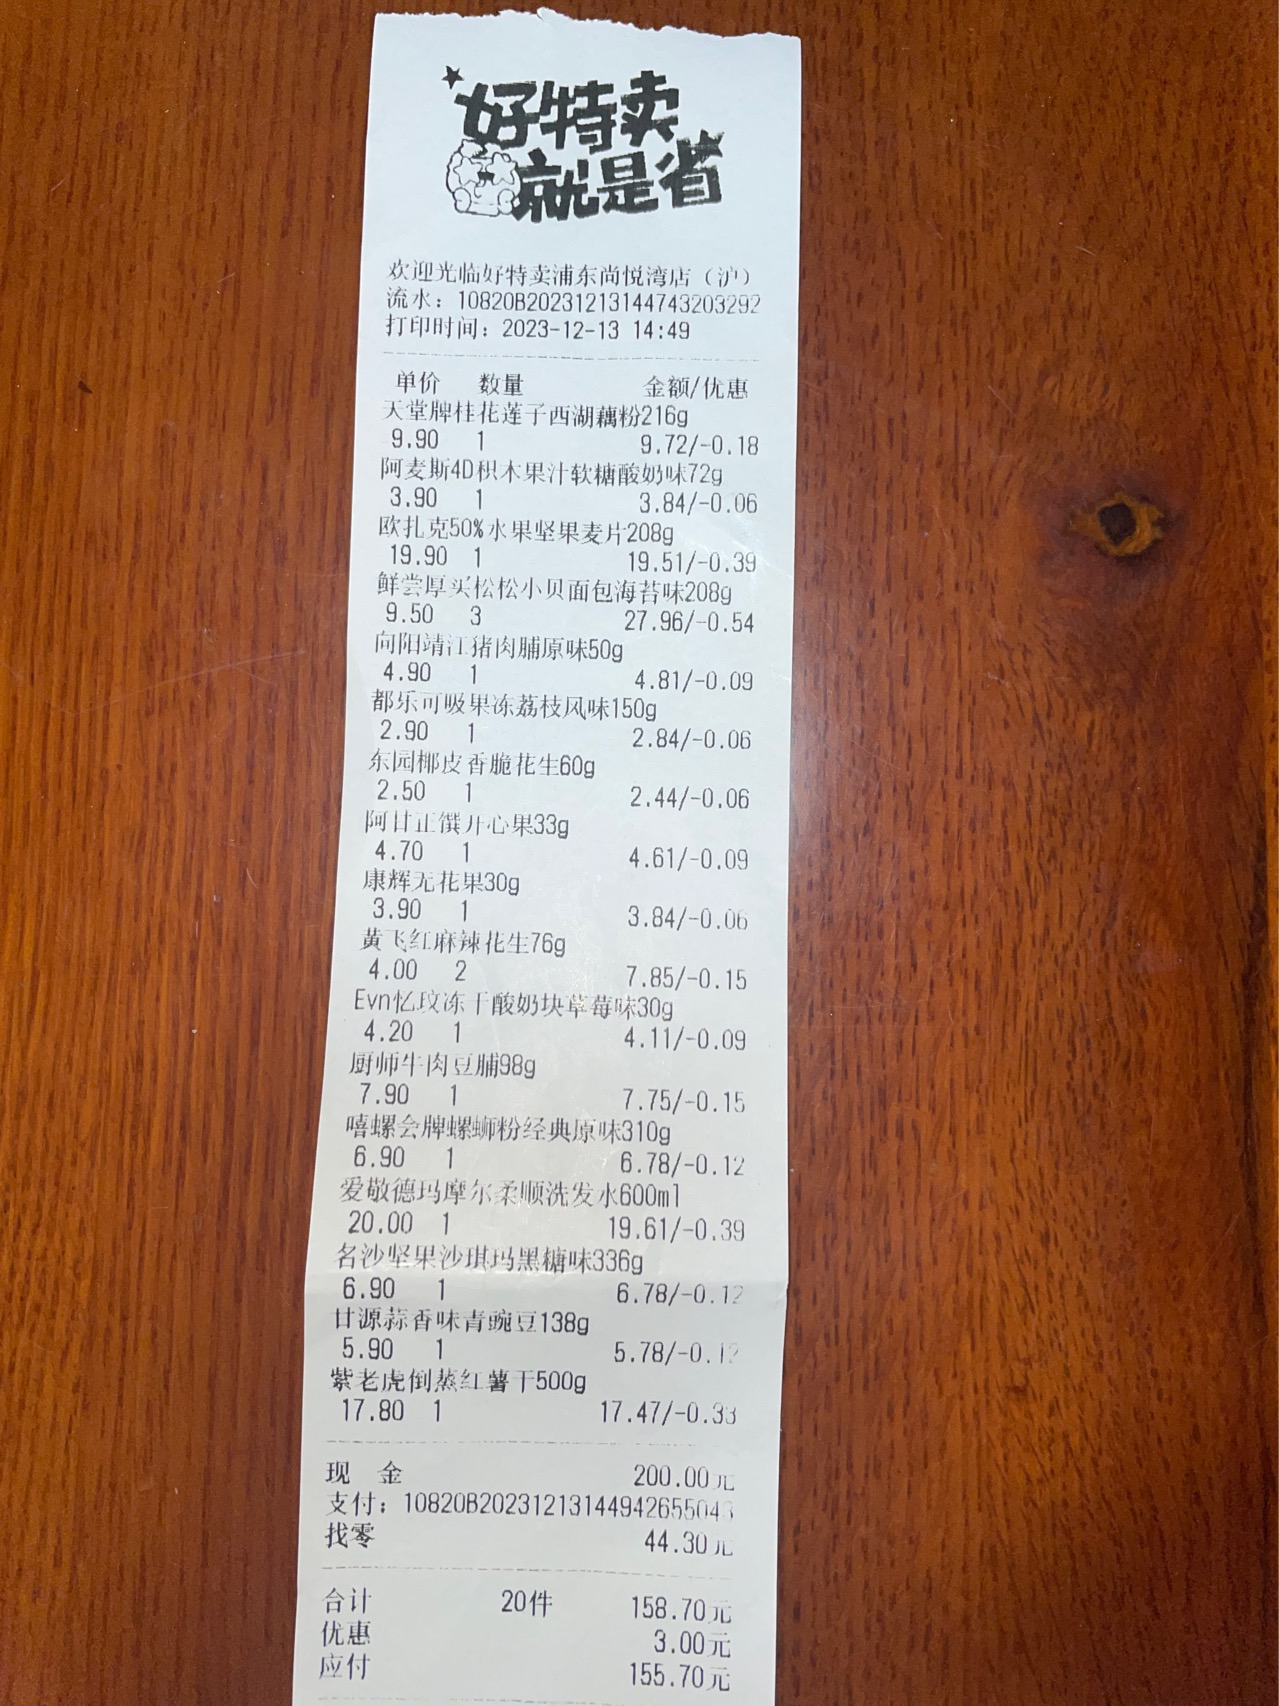 好特卖
就是省
欢迎光临好特卖浦东尚悦湾店（沪）
流水：10820B20231213144743203292
打印时间：2023-12-13 14:49
单价 数量 金额/优惠
天堂牌桂花莲子西湖藕粉216g
9.90 1 9.72/-0.18
阿麦斯4D积木果汁软糖酸奶味72g
3.90 1 3.84/-0.06
欧扎克50%水果坚果麦片208g
19.90 1 19.51/-0.39
鲜尝厚买松松小贝面包海苔味208g
9.50 3 27.96/-0.54
向阳靖江猪肉脯原味50g
4.90 1 4.81/-0.09
都乐可吸果冻荔枝风味150g
2.90 1 2.84/-0.06
东园椰皮香脆花生60g
2.50 1 2.44/-0.06
阿甘正馔开心果33g
4.70 1 4.61/-0.09
康辉无花果30g
3.90 1 3.84/-0.06
黄飞红麻辣花生76g
4.00 2 7.85/-0.15
Evn忆玟冻干酸奶块草莓味30g
4.20 1 4.11/-0.09
厨师牛肉豆脯98g
7.90 1 7.75/-0.15
嘻螺会牌螺蛳粉经典原味310g
6.90 1 6.78/-0.12
爱敬德玛摩尔柔顺洗发水600ml
20.00 1 19.61/-0.39
名沙坚果沙琪玛黑糖味336g
6.90 1 6.78/-0.12
甘源蒜香味青豌豆138g
5.90 1 5.78/-0.12
紫老虎倒蒸红薯干500g
17.80 1 17.47/-0.33
现 金 200.00元
支付：10820B20231213144942655043
找零 44.30元
合计 20件 158.70元
优惠 3.00元
应付 155.70元